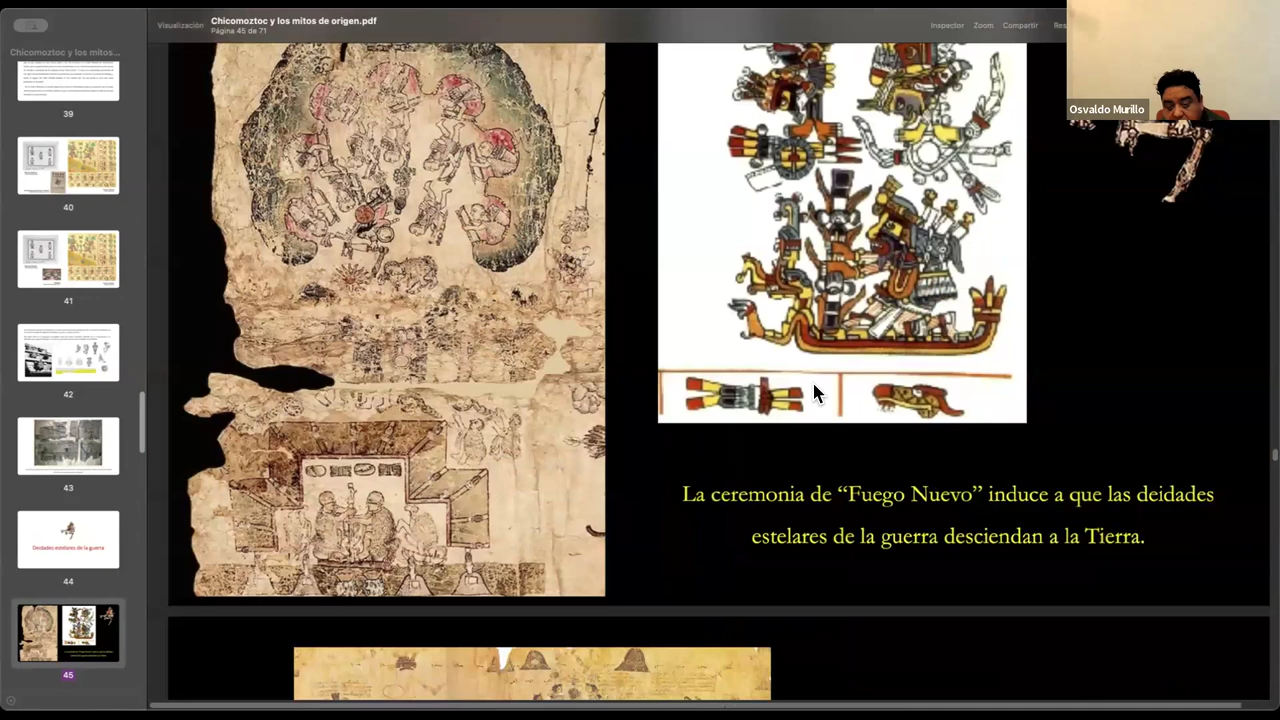 Visualización
Chicomoztoc y los mitos de origen.pdf
Página 45 de 71
Inspector
Zoom
Compartir
Chicomoztoc y los mitos...
39
40
41
42
43
Deidades estelares de la guerra
44
45
Osvaldo Murillo
La ceremonia de “Fuego Nuevo” induce a que las deidades
estelares de la guerra desciendan a la Tierra.